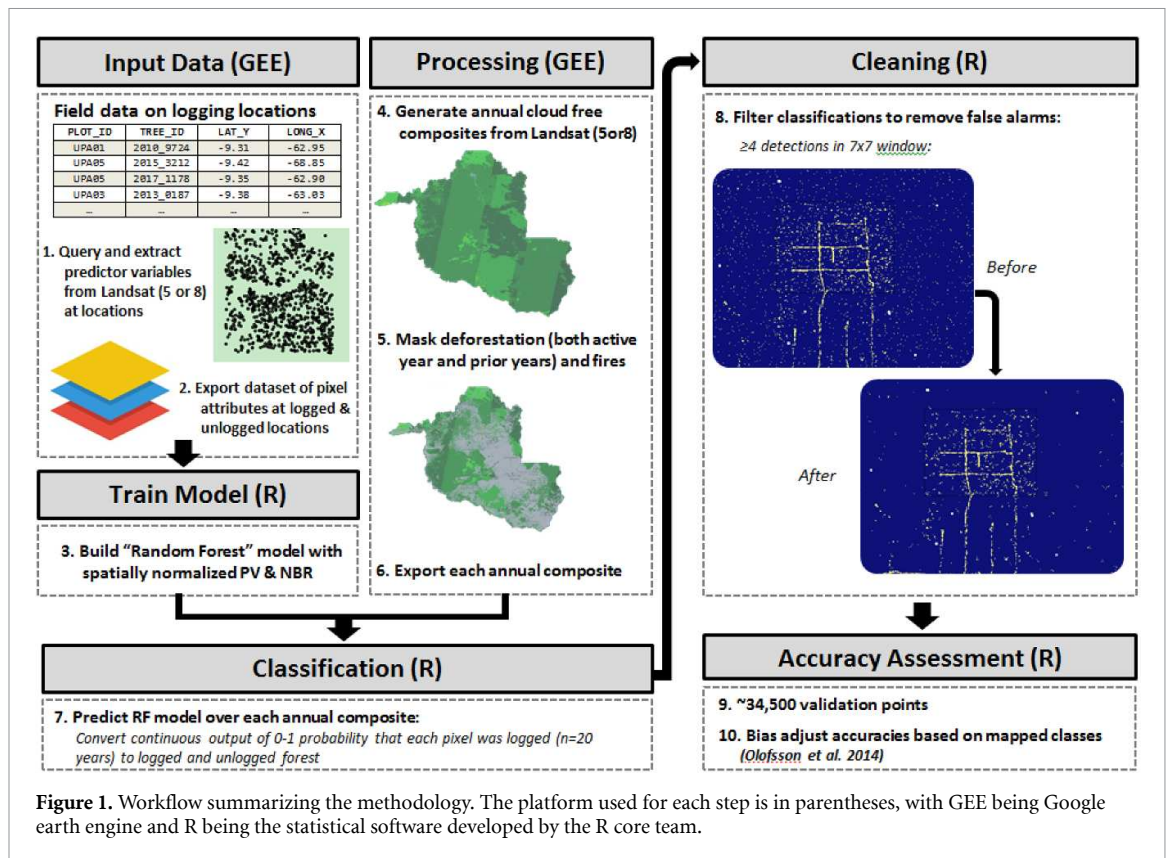 Input Data (GEE)
Field data on logging locations
PLOT_ID TREE_ID LAT_Y LONG_X
UPA01 2010_9724 -9.31 -62.95
UPA05 2015_3212 -9.42 -68.85
UPA05 2017_1178 -9.35 -62.90
UPA03 2013_0187 -9.38 -63.03
… … … …
1. Query and extract
predictor variables
from Landsat (5 or 8)
at locations
2. Export dataset of pixel
attributes at logged &
unlogged locations
Train Model (R)
3. Build “Random Forest” model with
spatially normalized PV & NBR
Processing (GEE)
4. Generate annual cloud free
composites from Landsat (5or8)
5. Mask deforestation (both active
year and prior years) and fires
6. Export each annual composite
Classification (R)
7. Predict RF model over each annual composite:
Convert continuous output of 0-1 probability that each pixel was logged (n=20
years) to logged and unlogged forest
Cleaning (R)
8. Filter classifications to remove false alarms:
≥4 detections in 7x7 window:
Before
After
Accuracy Assessment (R)
9. ~34,500 validation points
10. Bias adjust accuracies based on mapped classes
(Olofsson et al. 2014)
Figure 1. Workflow summarizing the methodology. The platform used for each step is in parentheses, with GEE being Google
earth engine and R being the statistical software developed by the R core team.